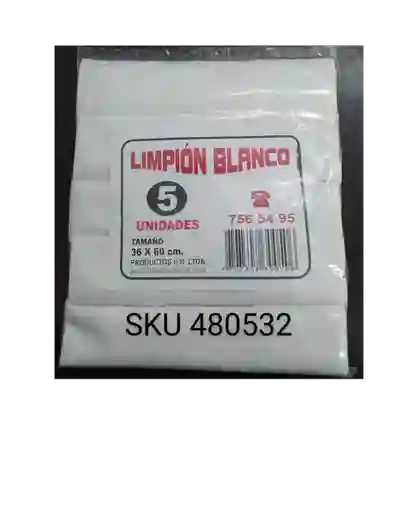 LIMPIÓN BLANCO
5
UNIDADES
756 54 95
TAMAÑO
36 X 60 cm.
PRODUCTOS LTDA
SKU 480532